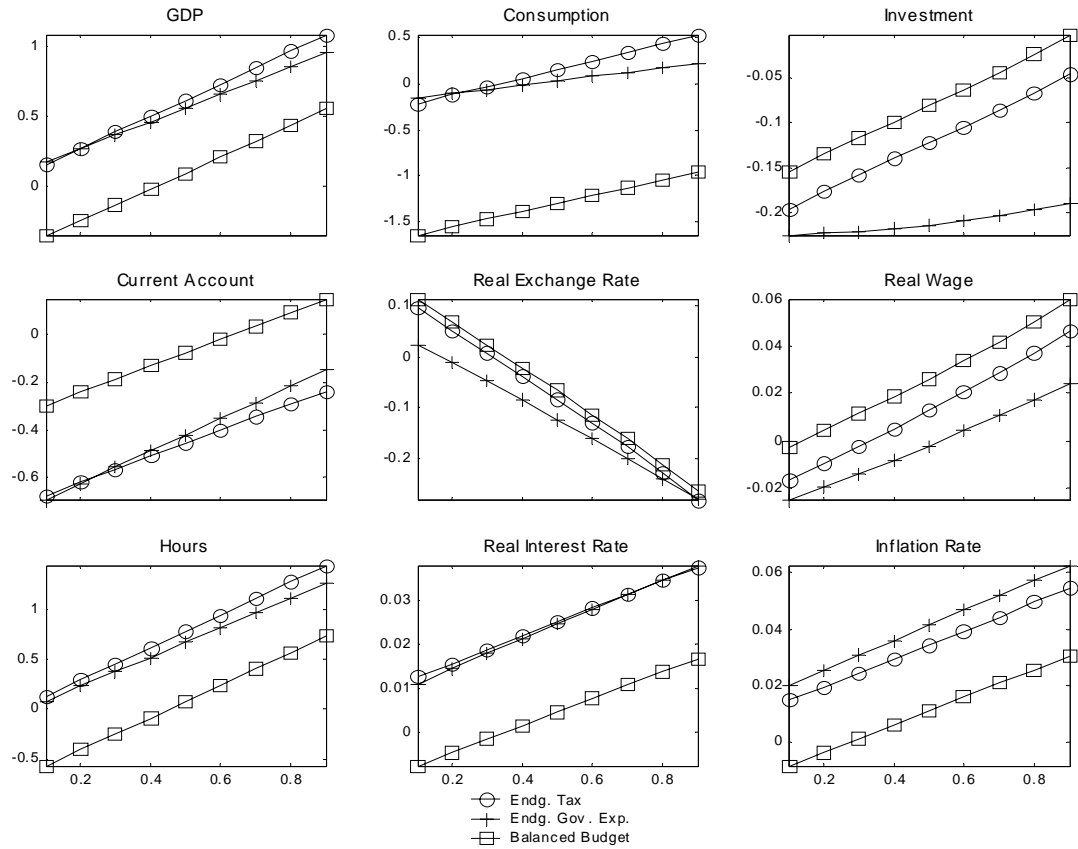 GDP
Consumption
Investment
1
0.5
0
0.5
0
-0.5
-1
-1.5
-0.05
-0.1
-0.15
-0.2
Current Account
Real Exchange Rate
Real Wage
0
-0.2
-0.4
-0.6
0.1
0
-0.1
-0.2
0.06
0.04
0.02
0
-0.02
Hours
Real Interest Rate
Inflation Rate
1
0.5
0
-0.5
0.03
0.02
0.01
0
0.06
0.04
0.02
0
0.2 0.4 0.6 0.8
0.2 0.4 0.6 0.8
0.2 0.4 0.6 0.8
Endg. Tax
Endg. Gov. Exp.
Balanced Budget